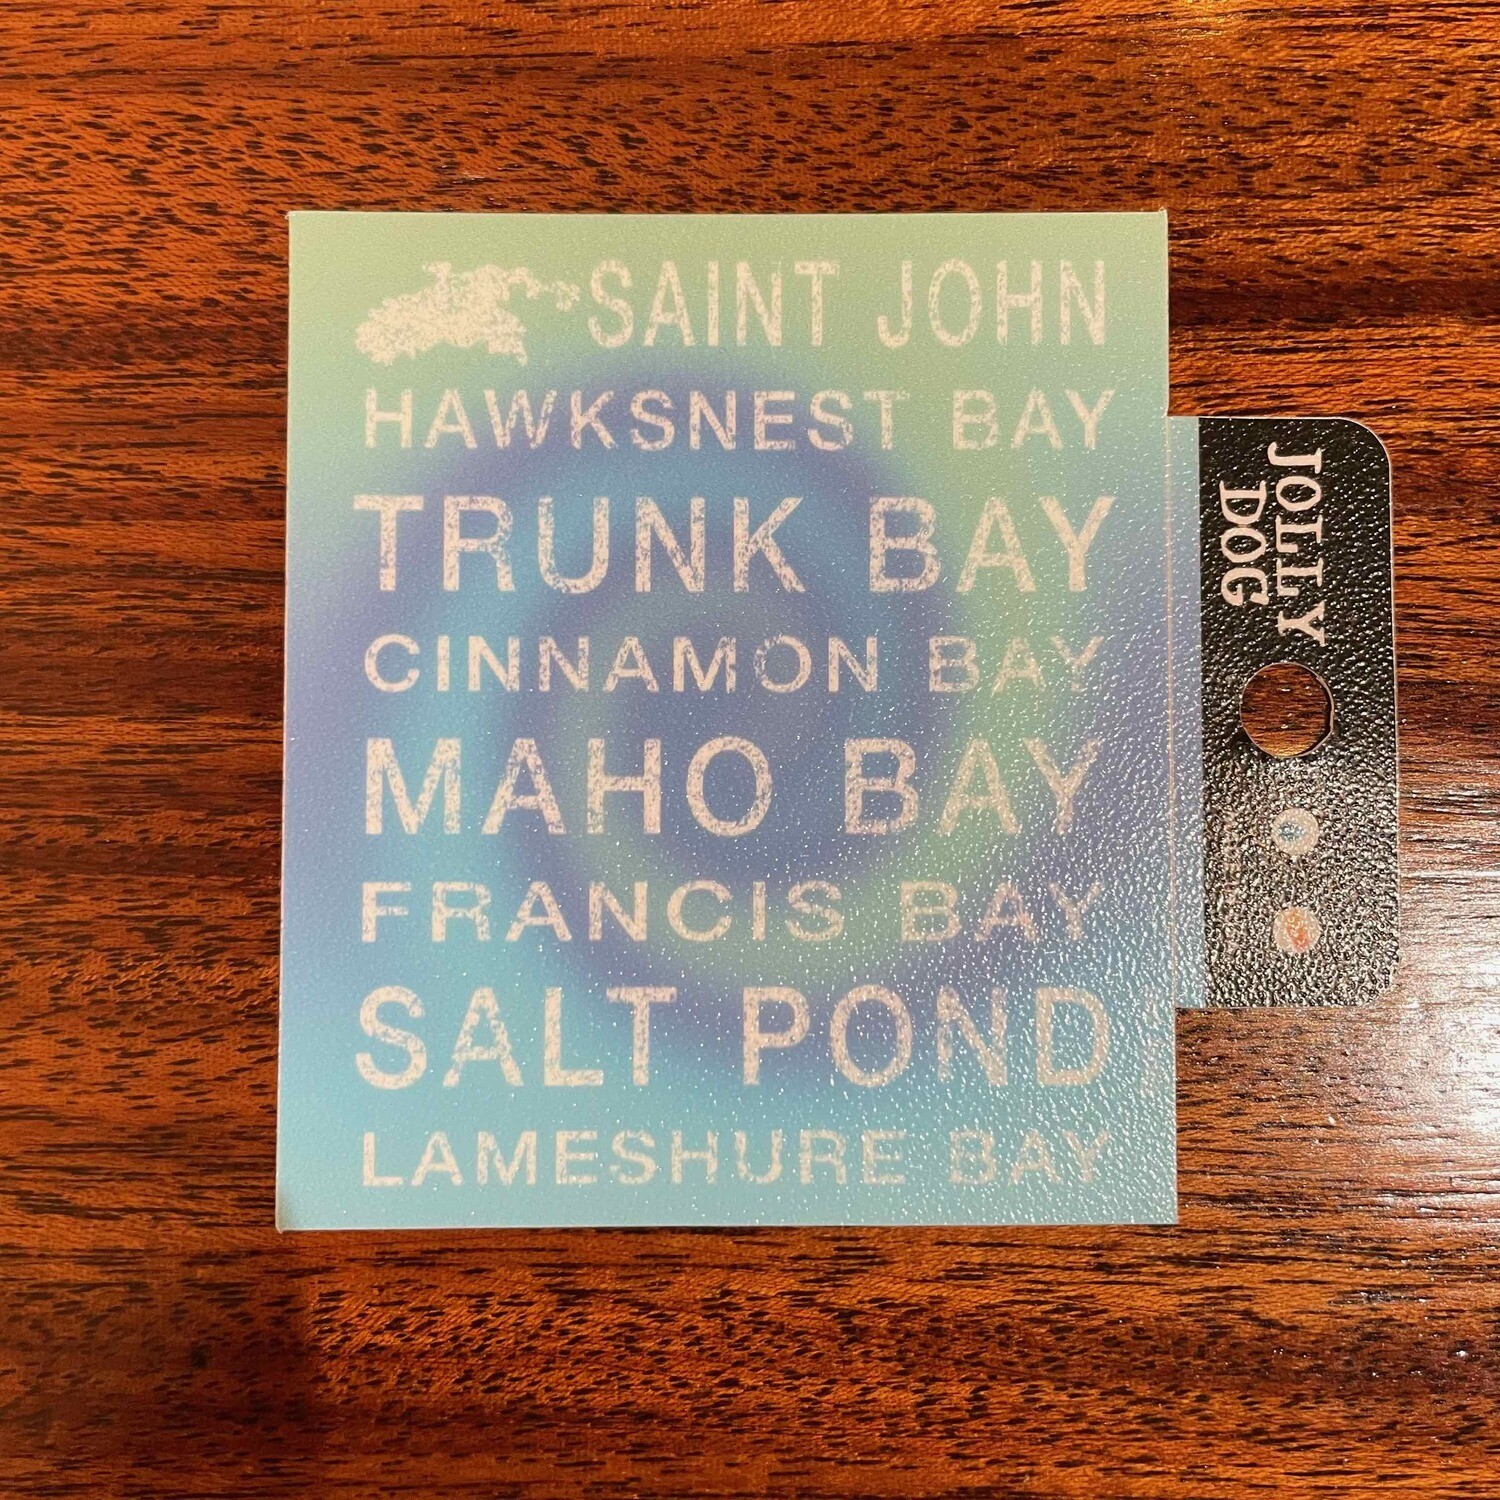 SAINT JOHN
HAWKSNEST BAY
TRUNK BAY
CINNAMON BAY
MAHO BAY
FRANCIS BAY
SALT POND
LAMESHURE BAY
JOLLY
DOG